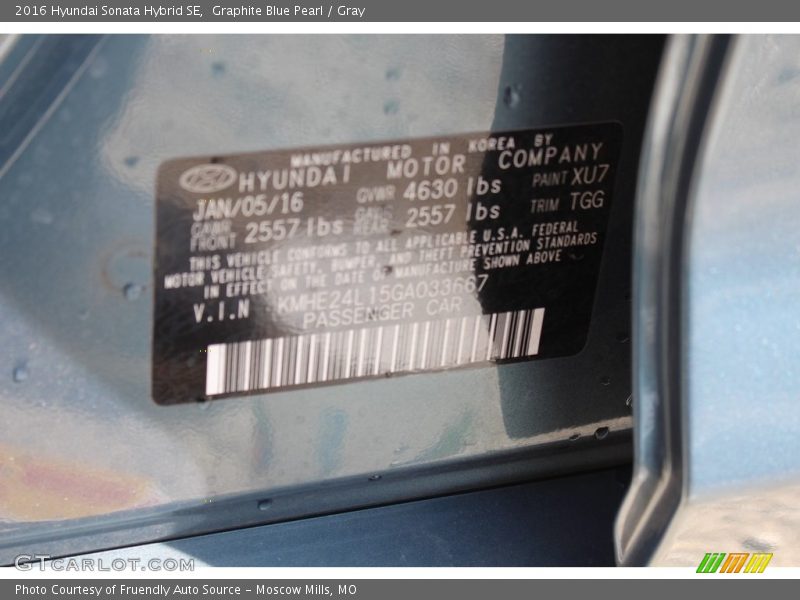 2016 Hyundai Sonata Hybrid SE,  Graphite Blue Pearl / Gray
MANUFACTURED IN KOREA BY
HYUNDAI MOTOR COMPANY
JAN/05/16 GVWR 4630 lbs PAINT XU7
GAWR FRONT 2557 lbs GAWR REAR 2557 lbs TRIM TGG
THIS VEHICLE CONFORMS TO ALL APPLICABLE U.S.A. FEDERAL
MOTOR VEHICLE SAFETY, BUMPER, AND THEFT PREVENTION STANDARDS
IN EFFECT ON THE DATE OF MANUFACTURE SHOWN ABOVE
V.I.N KMHE24L15GA033667
PASSENGER CAR
GTCARLOT.COM
Photo Courtesy of Fruendly Auto Source - Moscow Mills, MO